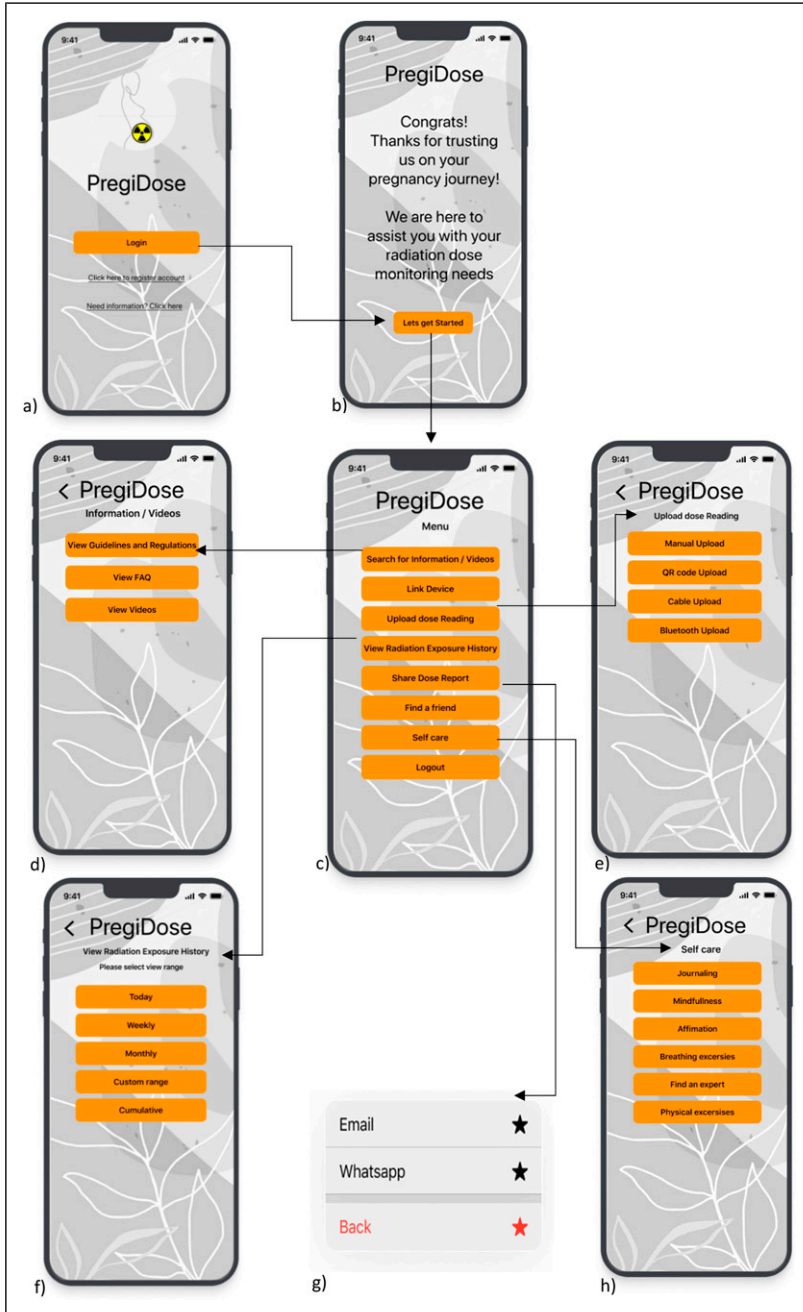 9:41
PregiDose
Login
Click here to register account
Need information? Click here
a)
9:41
PregiDose
Congrats!
Thanks for trusting
us on your
pregnancy journey!
We are here to
assist you with your
radiation dose
monitoring needs
Lets get Started
b)
9:41
PregiDose
Information / Videos
View Guidelines and Regulations
View FAQ
View Videos
d)
9:41
PregiDose
Menu
Search for Information / Videos
Link Device
Upload dose Reading
View Radiation Exposure History
Share Dose Report
Find a friend
Self care
Logout
c)
9:41
PregiDose
Upload dose Reading
Manual Upload
QR code Upload
Cable Upload
Bluetooth Upload
e)
9:41
PregiDose
View Radiation Exposure History
Please select view range
Today
Weekly
Monthly
Custom range
Cumulative
f)
Email
Whatsapp
Back
g)
9:41
PregiDose
Self care
Journaling
Mindfullness
Affimation
Breathing excersies
Find an expert
Physical excersises
h)